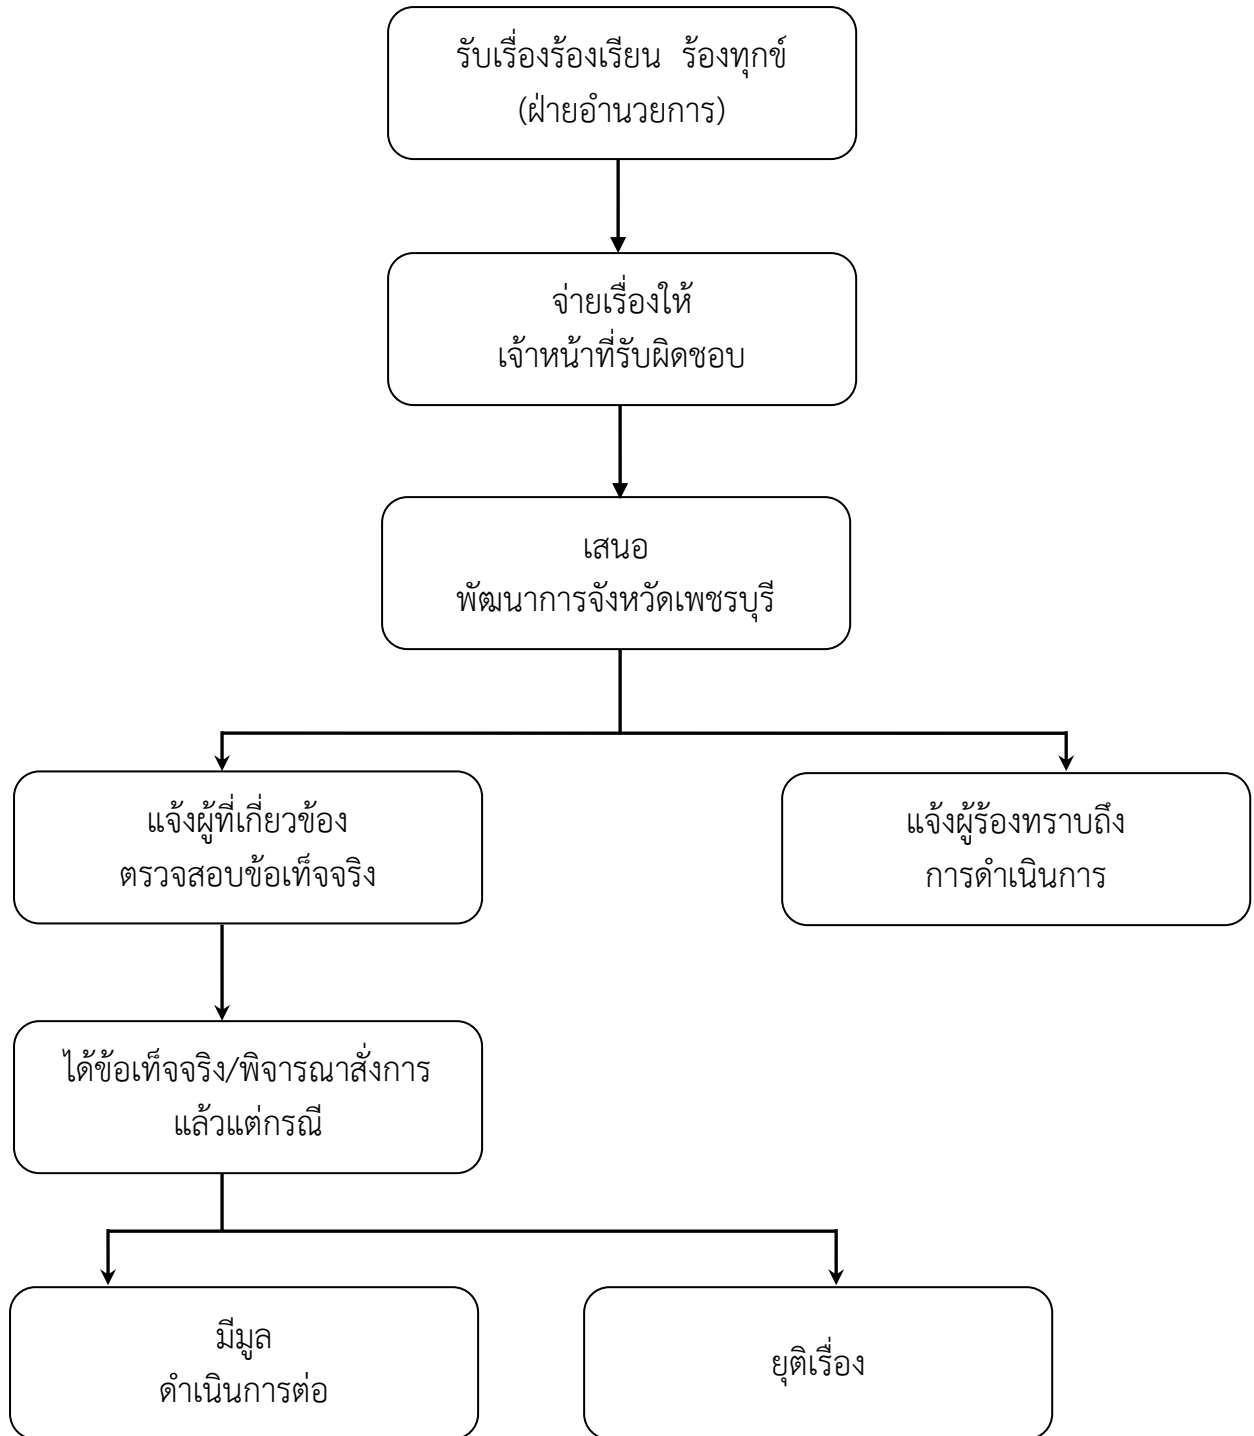 รับเรื่องร้องเรียน ร้องทุกข์
(ฝ่ายอำนวยการ)
จ่ายเรื่องให้
เจ้าหน้าที่รับผิดชอบ
เสนอ
พัฒนาการจังหวัดเพชรบุรี
แจ้งผู้ที่เกี่ยวข้อง
ตรวจสอบข้อเท็จจริง
แจ้งผู้ร้องทราบถึง
การดำเนินการ
ได้ข้อเท็จจริง/พิจารณาสั่งการ
แล้วแต่กรณี
มีมูล
ดำเนินการต่อ
ยุติเรื่อง